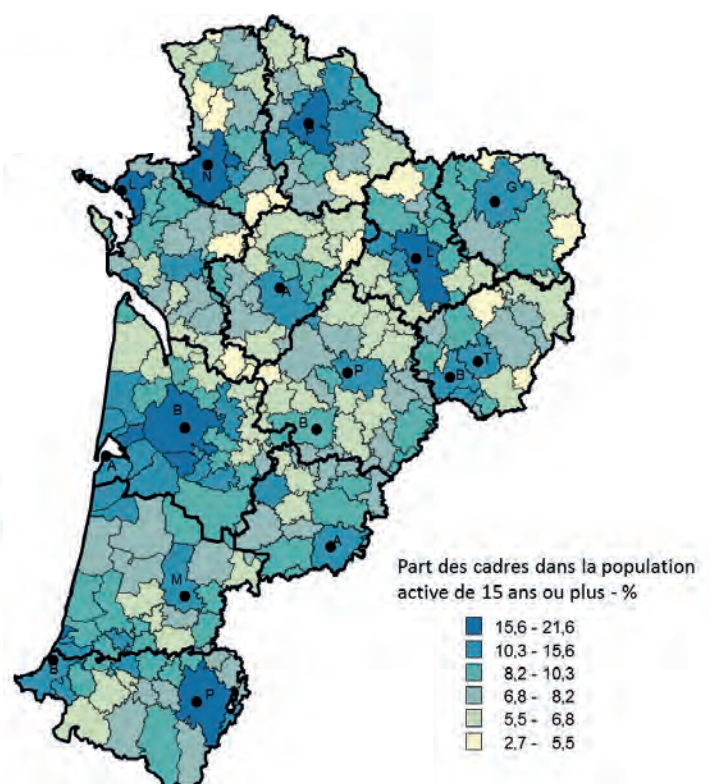 P
N
L
G
L
A
P
B
B
B
A
A
M
B
P
Part des cadres dans la population
active de 15 ans ou plus - %
15,6 - 21,6
10,3 - 15,6
8,2 - 10,3
6,8 - 8,2
5,5 - 6,8
2,7 - 5,5